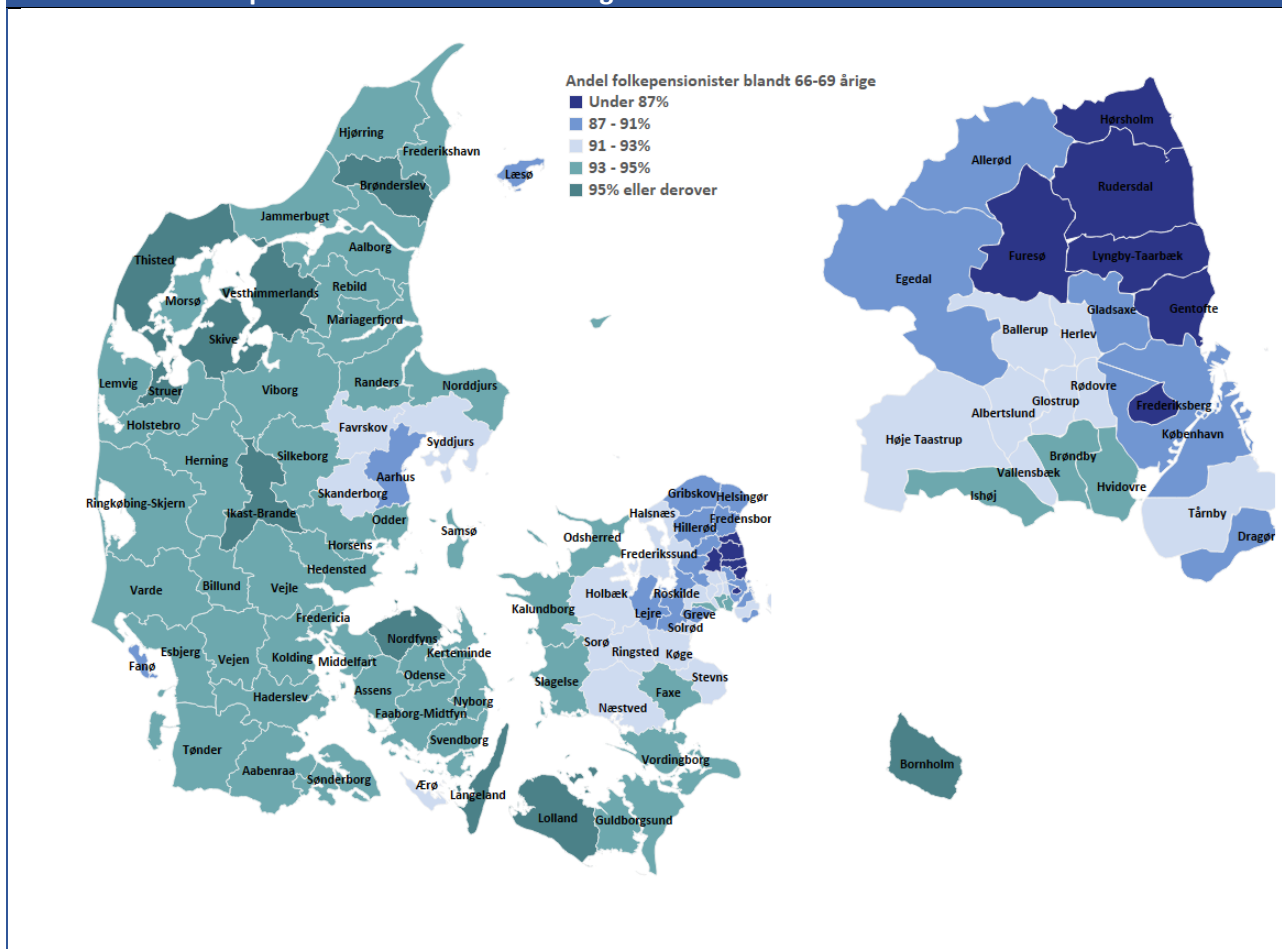 Andel folkepensionister blandt 66-69 årige
Under 87%
87 - 91%
91 - 93%
93 - 95%
95% eller derover
Hjørring
Frederikshavn
Læsø
Brønderslev
Jammerbugt
Aalborg
Thisted
Morsø
Vesthimmerlands
Rebild
Mariagerfjord
Skive
Lemvig
Struer
Viborg
Randers
Norddjurs
Holstebro
Favrskov
Syddjurs
Herning
Silkeborg
Aarhus
Skanderborg
Ringkøbing-Skjern
Ikast-Brande
Odder
Samsø
Horsens
Hedensted
Varde
Billund
Vejle
Fredericia
Fanø
Esbjerg
Vejen
Kolding
Middelfart
Nordfyns
Kerteminde
Odense
Assens
Nyborg
Haderslev
Faaborg-Midtfyn
Svendborg
Tønder
Aabenraa
Sønderborg
Ærø
Langeland
Gribskov
Helsingør
Halsnæs
Hillerød
Fredensbor
Odsherred
Frederikssund
Holbæk
Roskilde
Kalundborg
Lejre
Greve
Solrød
Sorø
Ringsted
Køge
Slagelse
Stevns
Faxe
Næstved
Vordingborg
Lolland
Guldborgsund
Hørsholm
Allerød
Rudersdal
Furesø
Lyngby-Taarbæk
Egedal
Gladsaxe
Gentofte
Ballerup
Herlev
Rødovre
Glostrup
Albertslund
Frederiksberg
Høje Taastrup
København
Brøndby
Vallensbæk
Ishøj
Hvidovre
Tårnby
Dragør
Bornholm